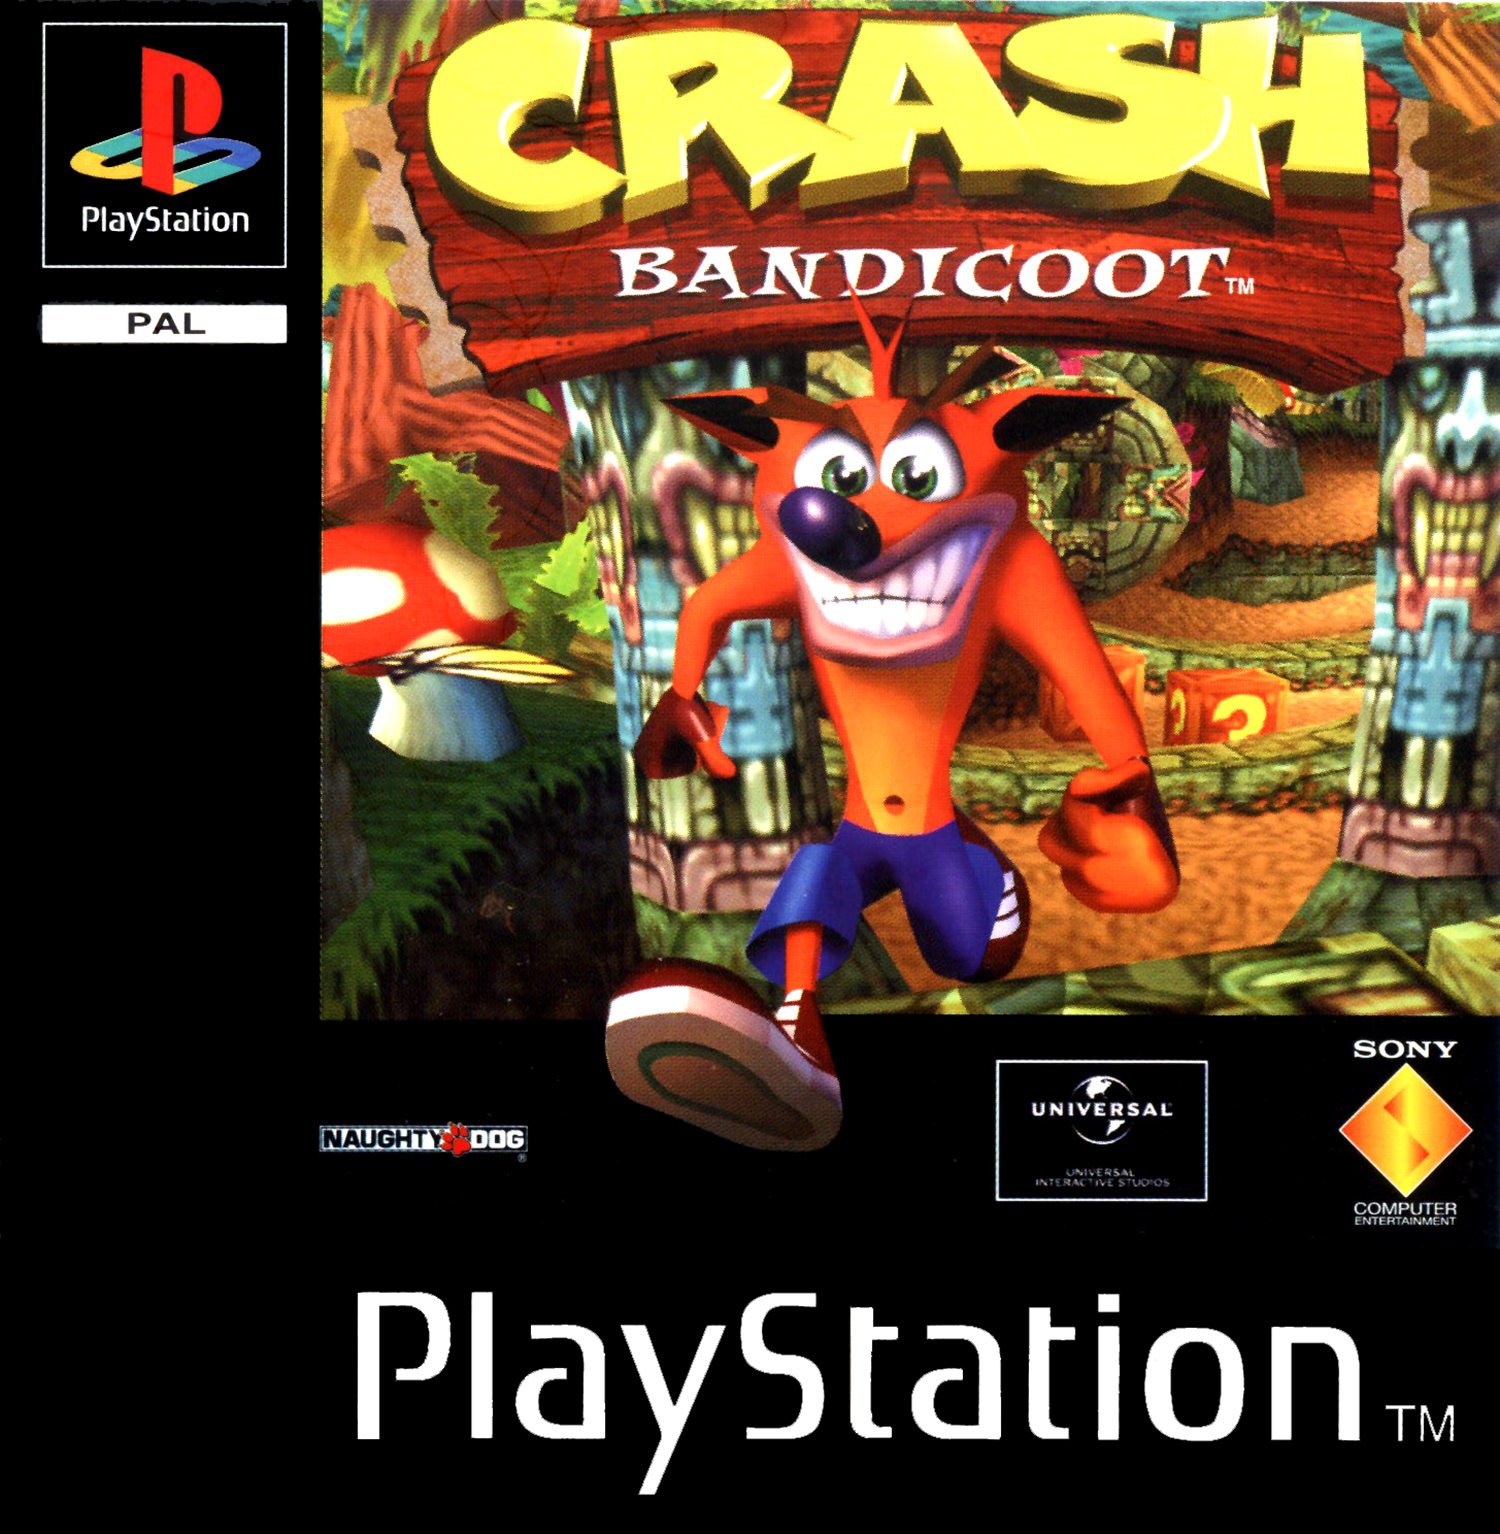 PlayStation
PAL
CRASH
BANDICOOT™
?
NAUGHTY DOG®
UNIVERSAL
UNIVERSAL
INTERACTIVE STUDIOS
SONY
COMPUTER
ENTERTAINMENT
PlayStation™